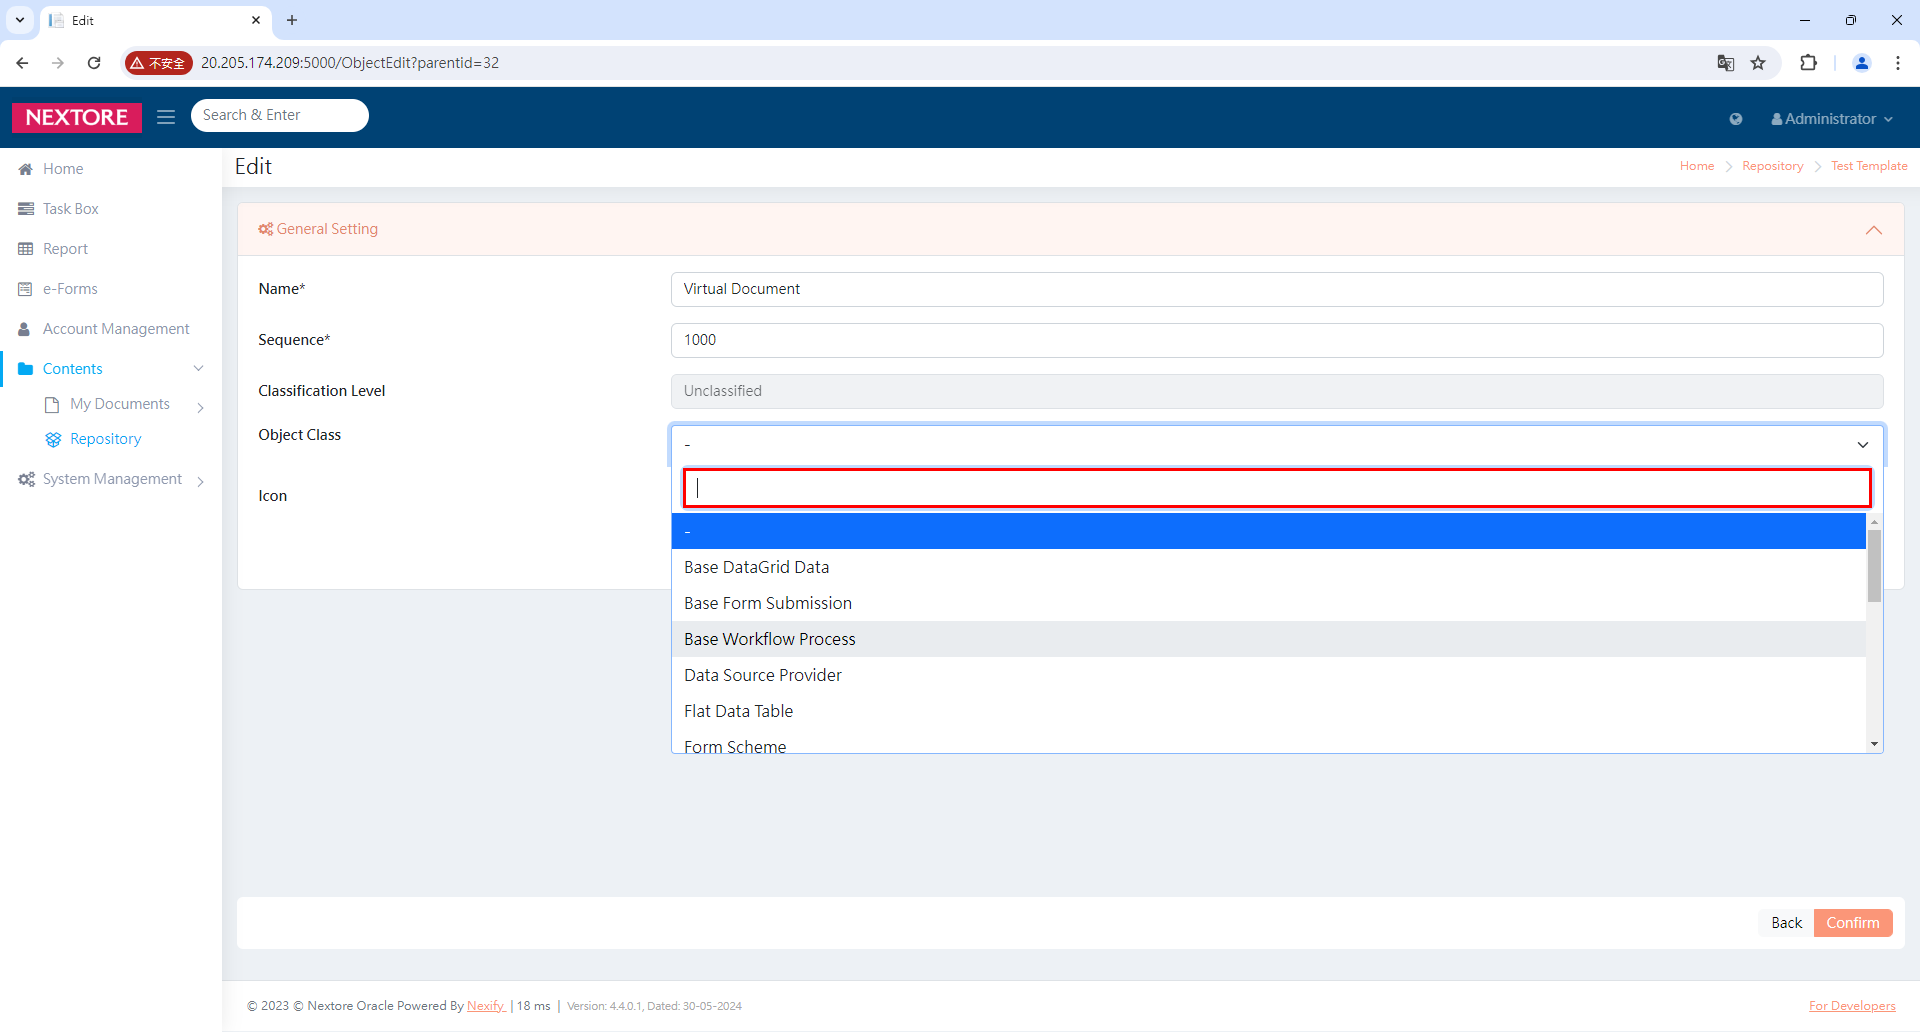 Edit
不安全
20.205.174.209:5000/ObjectEdit?parentid=32
NEXTORE
Search & Enter
Administrator
Home
Task Box
Report
e-Forms
Account Management
Contents
My Documents
Repository
System Management
Edit
Home
Repository
Test Template
General Setting
Name*
Virtual Document
Sequence*
1000
Classification Level
Unclassified
Object Class
-
Icon
-
Base DataGrid Data
Base Form Submission
Base Workflow Process
Data Source Provider
Flat Data Table
Form Scheme
Back
Confirm
© 2023 © Nextore Oracle Powered By Nexify | 18 ms | Version: 4.4.0.1, Dated: 30-05-2024
For Developers